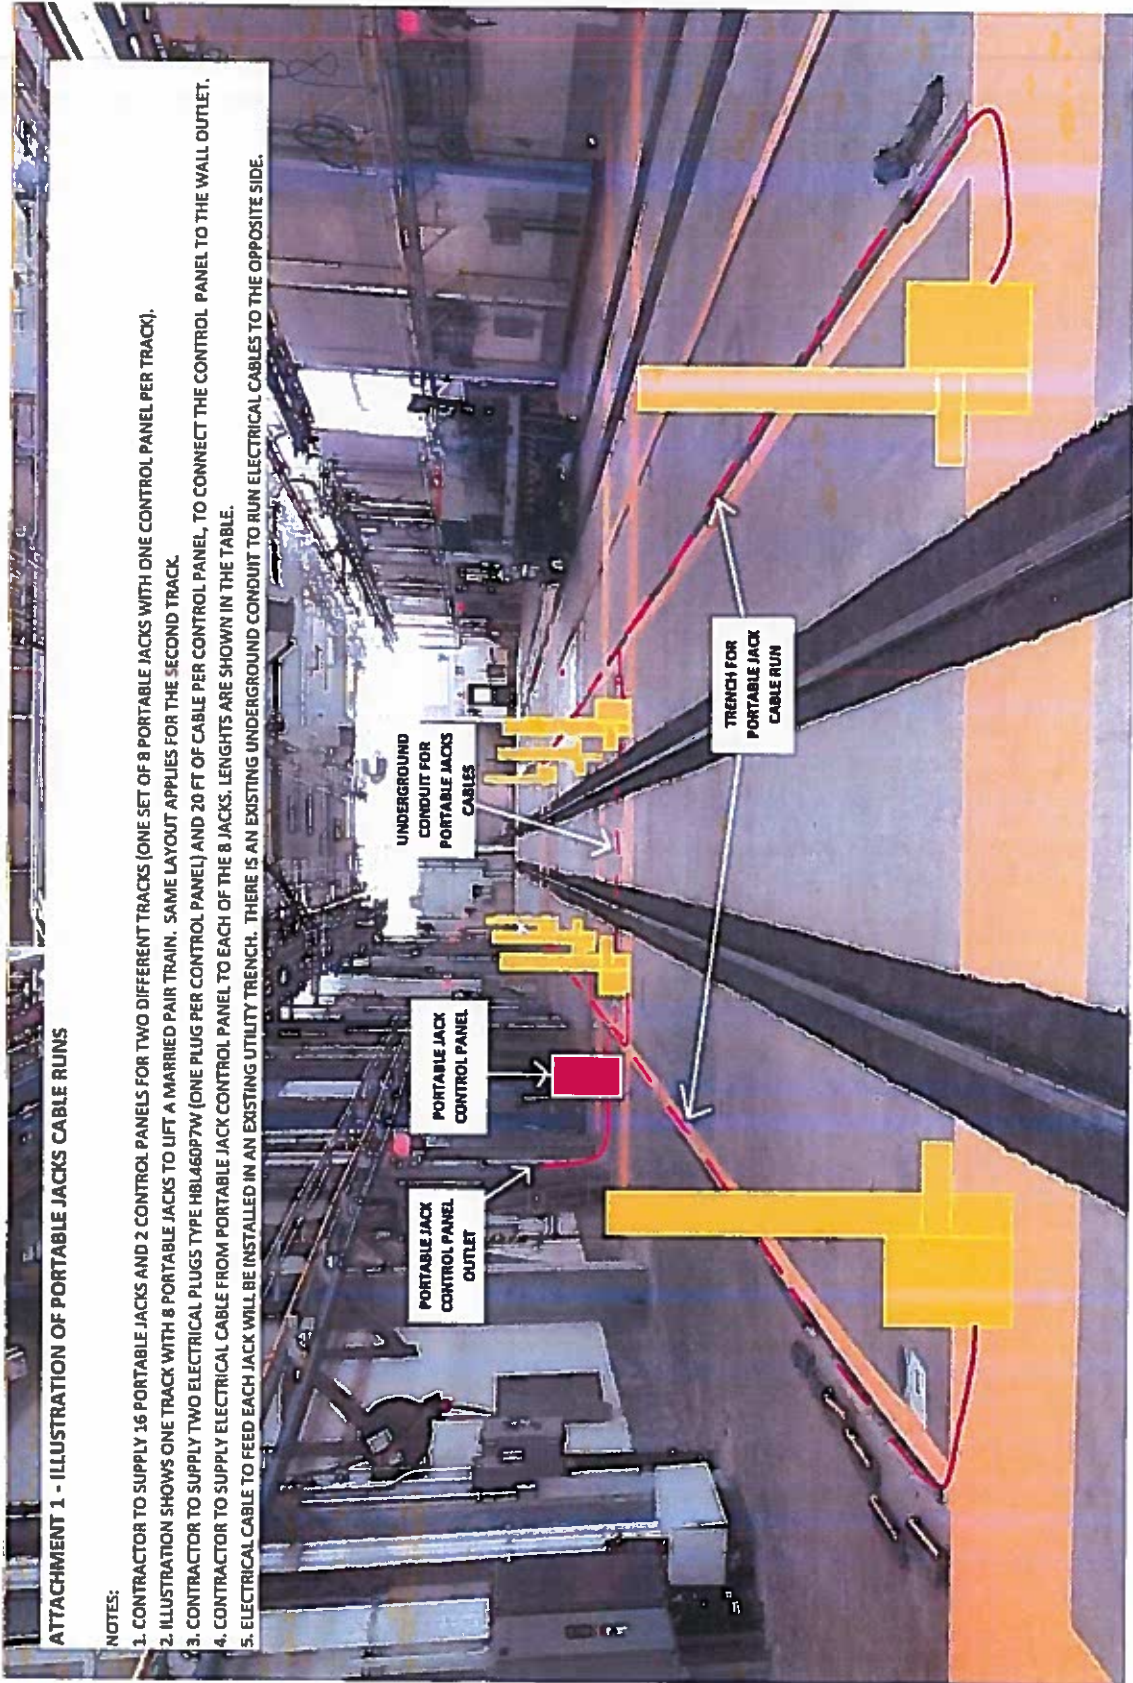 ATTACHMENT 1 - ILLUSTRATION OF PORTABLE JACKS CABLE RUNS
NOTES:
1. CONTRACTOR TO SUPPLY 16 PORTABLE JACKS AND 2 CONTROL PANELS FOR TWO DIFFERENT TRACKS (ONE SET OF 8 PORTABLE JACKS WITH ONE CONTROL PANEL PER TRACK).
2. ILLUSTRATION SHOWS ONE TRACK WITH 8 PORTABLE JACKS TO LIFT A MARRIED PAIR TRAIN. SAME LAYOUT APPLIES FOR THE SECOND TRACK.
3. CONTRACTOR TO SUPPLY TWO ELECTRICAL PLUGS TYPE HBL460P7W (ONE PLUG PER CONTROL PANEL) AND 20 FT OF CABLE PER CONTROL PANEL, TO CONNECT THE CONTROL PANEL TO THE WALL OUTLET.
4. CONTRACTOR TO SUPPLY ELECTRICAL CABLE FROM PORTABLE JACK CONTROL PANEL TO EACH OF THE 8 JACKS. LENGHTS ARE SHOWN IN THE TABLE.
5. ELECTRICAL CABLE TO FEED EACH JACK WILL BE INSTALLED IN AN EXISTING UTILITY TRENCH. THERE IS AN EXISTING UNDERGROUND CONDUIT TO RUN ELECTRICAL CABLES TO THE OPPOSITE SIDE.
PORTABLE JACK
CONTROL PANEL
OUTLET
PORTABLE JACK
CONTROL PANEL
UNDERGROUND
CONDUIT FOR
PORTABLE JACKS
CABLES
TRENCH FOR
PORTABLE JACK
CABLE RUN